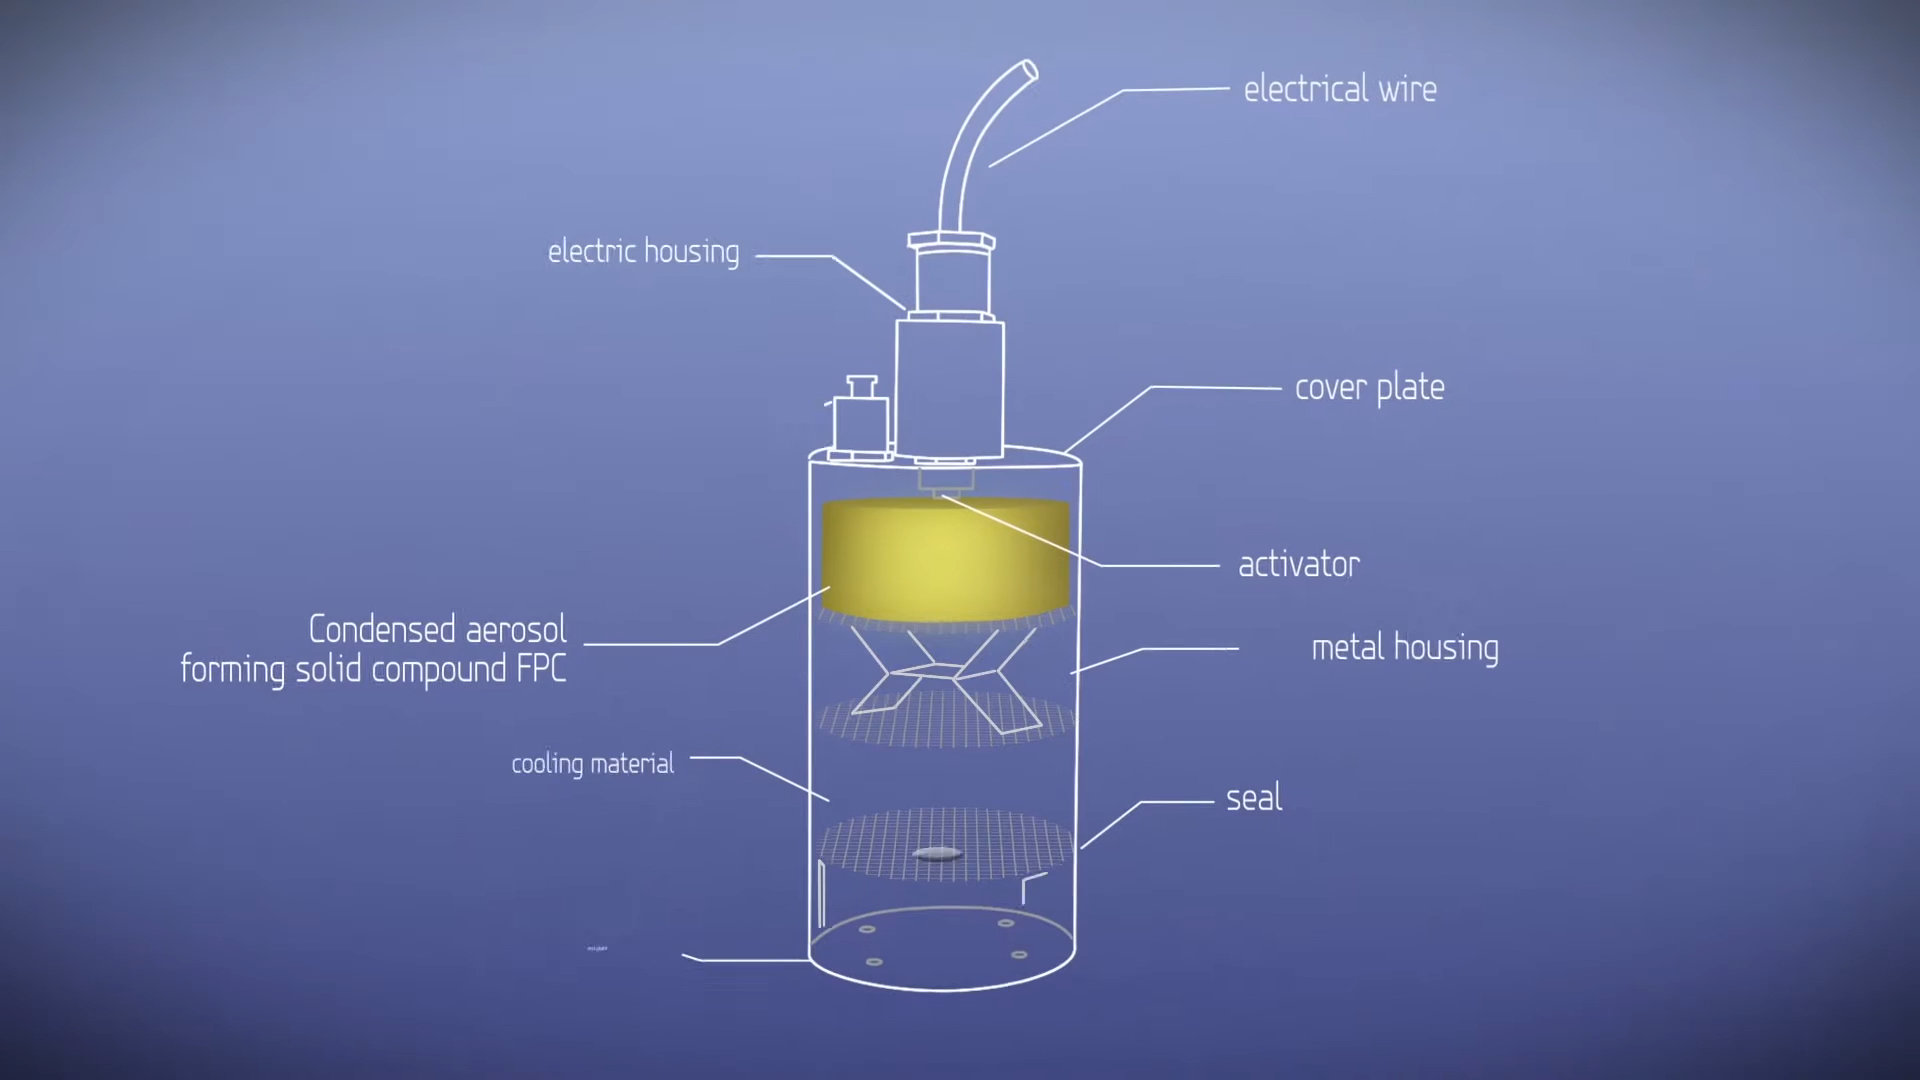 electrical wire
electric housing
cover plate
activator
Condensed aerosol
forming solid compound FPC
metal housing
cooling material
seal